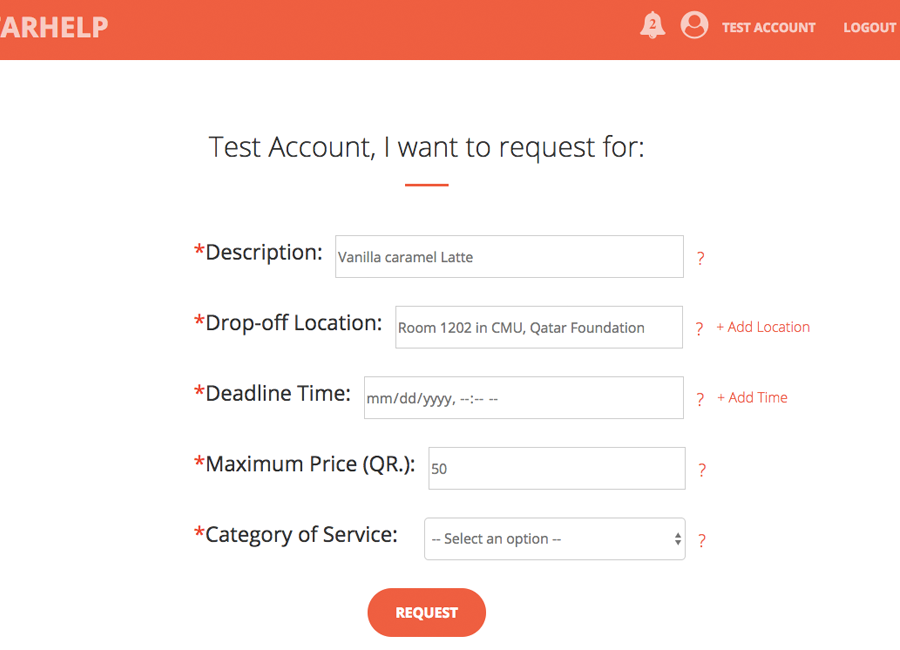 ARHELP 2 TEST ACCOUNT LOGOUT
Test Account, I want to request for:
*Description: Vanilla caramel Latte ?
*Drop-off Location: Room 1202 in CMU, Qatar Foundation ? + Add Location
*Deadline Time: mm/dd/yyyy, --:-- -- ? + Add Time
*Maximum Price (QR.): 50 ?
*Category of Service: -- Select an option -- ?
REQUEST